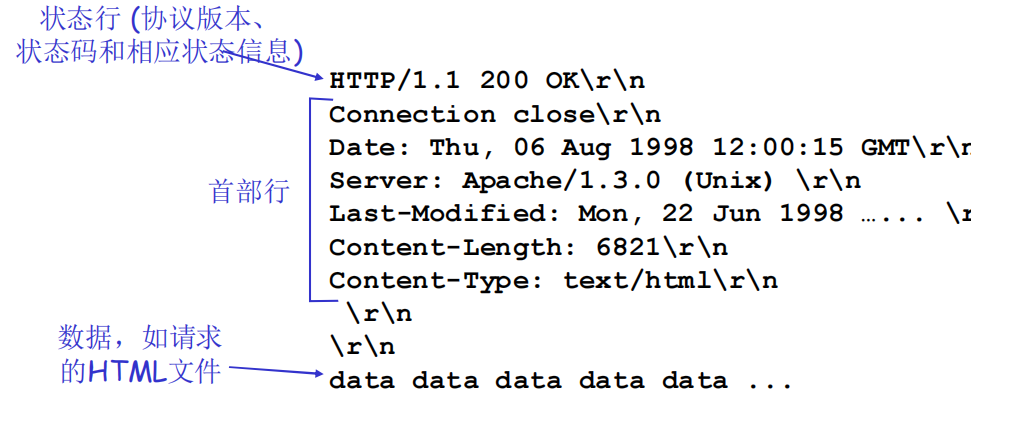 状态行 (协议版本、
状态码和相应状态信息)
HTTP/1.1 200 OK\r\n
Connection close\r\n
Date: Thu, 06 Aug 1998 12:00:15 GMT\r\n
Server: Apache/1.3.0 (Unix) \r\n
首部行
Last-Modified: Mon, 22 Jun 1998 …... \r
Content-Length: 6821\r\n
Content-Type: text/html\r\n
\r\n
\r\n
数据，如请求
的HTML文件
data data data data data ...